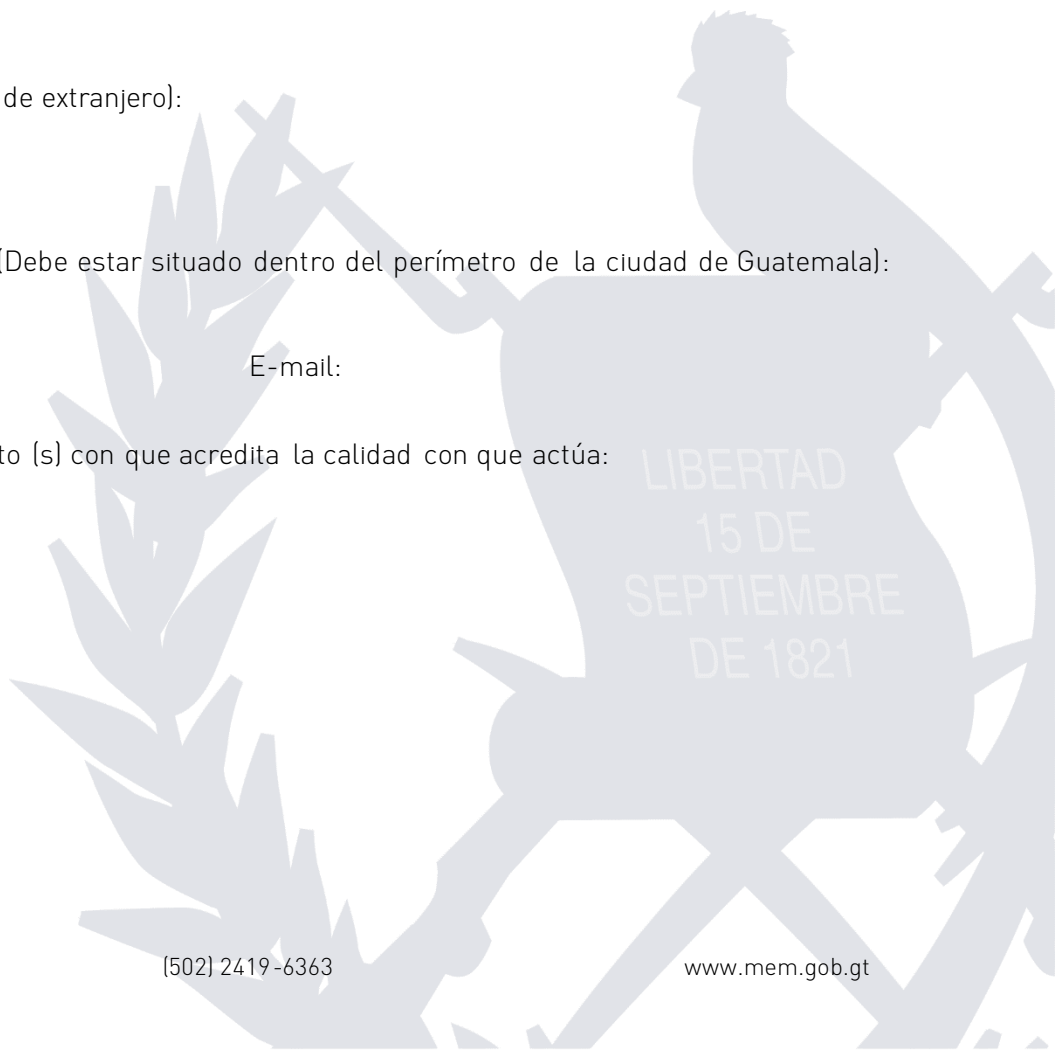 de extranjero):
(Debe estar situado dentro del perímetro de la ciudad de Guatemala):
E-mail:
to (s) con que acredita la calidad con que actúa:
LIBERTAD
15 DE
SEPTIEMBRE
DE 1821
(502) 2419-6363 www.mem.gob.gt